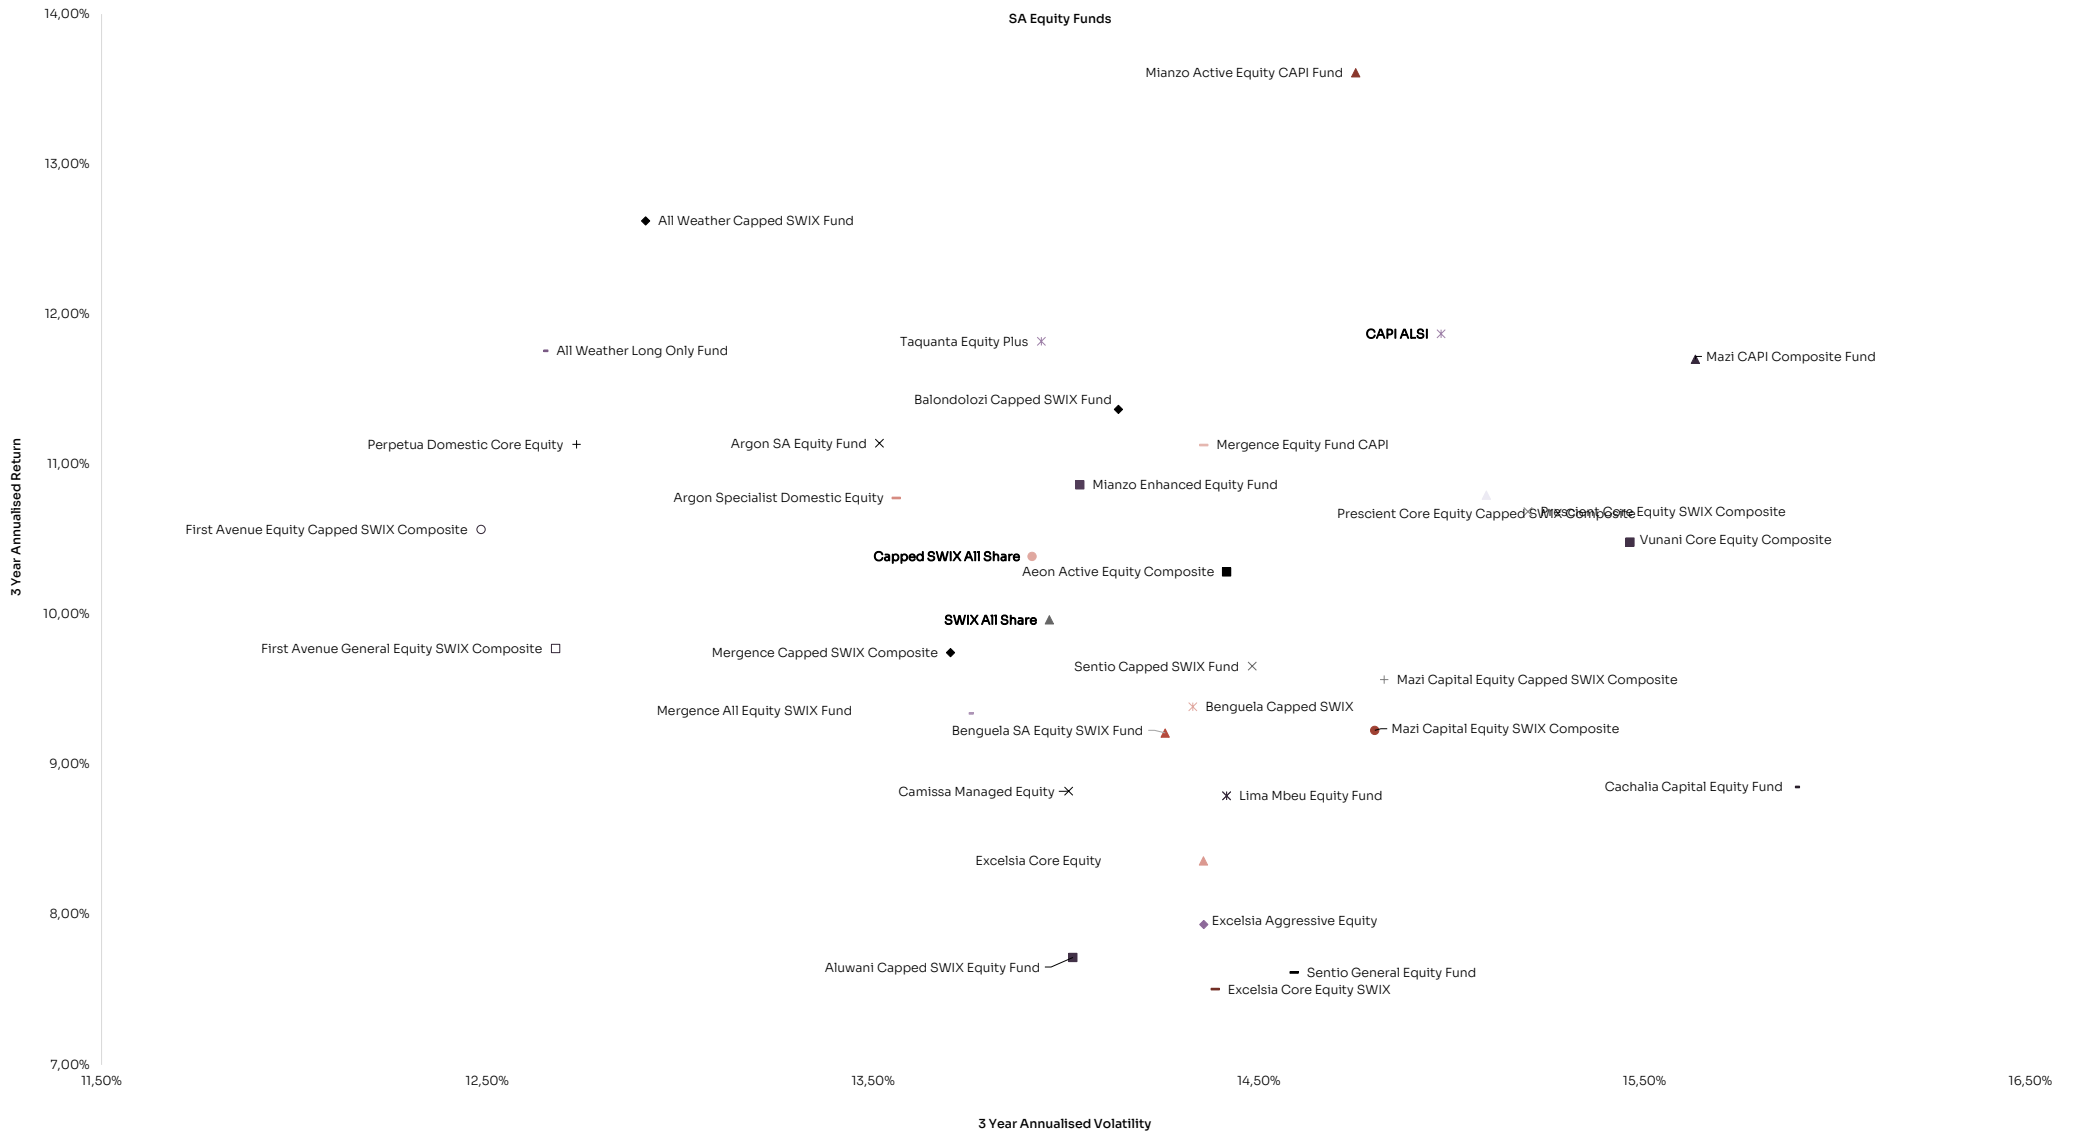 14,00%
SA Equity Funds
Mianzo Active Equity CAPI Fund
13,00%
All Weather Capped SWIX Fund
12,00%
CAPI ALSI
Taquanta Equity Plus
All Weather Long Only Fund
Mazi CAPI Composite Fund
Balondolozi Capped SWIX Fund
Perpetua Domestic Core Equity
Argon SA Equity Fund
Mergence Equity Fund CAPI
11,00%
Mianzo Enhanced Equity Fund
Argon Specialist Domestic Equity
Prescient Core Equity Capped SWIX Composite
Prescient Core Equity SWIX Composite
First Avenue Equity Capped SWIX Composite
Vunani Core Equity Composite
Capped SWIX All Share
Aeon Active Equity Composite
10,00%
SWIX All Share
First Avenue General Equity SWIX Composite
Mergence Capped SWIX Composite
Sentio Capped SWIX Fund
Mazi Capital Equity Capped SWIX Composite
Mergence All Equity SWIX Fund
Benguela Capped SWIX
Benguela SA Equity SWIX Fund
Mazi Capital Equity SWIX Composite
9,00%
Camissa Managed Equity
Lima Mbeu Equity Fund
Cachalia Capital Equity Fund
Excelsia Core Equity
8,00%
Excelsia Aggressive Equity
Aluwani Capped SWIX Equity Fund
Sentio General Equity Fund
Excelsia Core Equity SWIX
7,00%
11,50%
12,50%
13,50%
14,50%
15,50%
16,50%
3 Year Annualised Return
3 Year Annualised Volatility